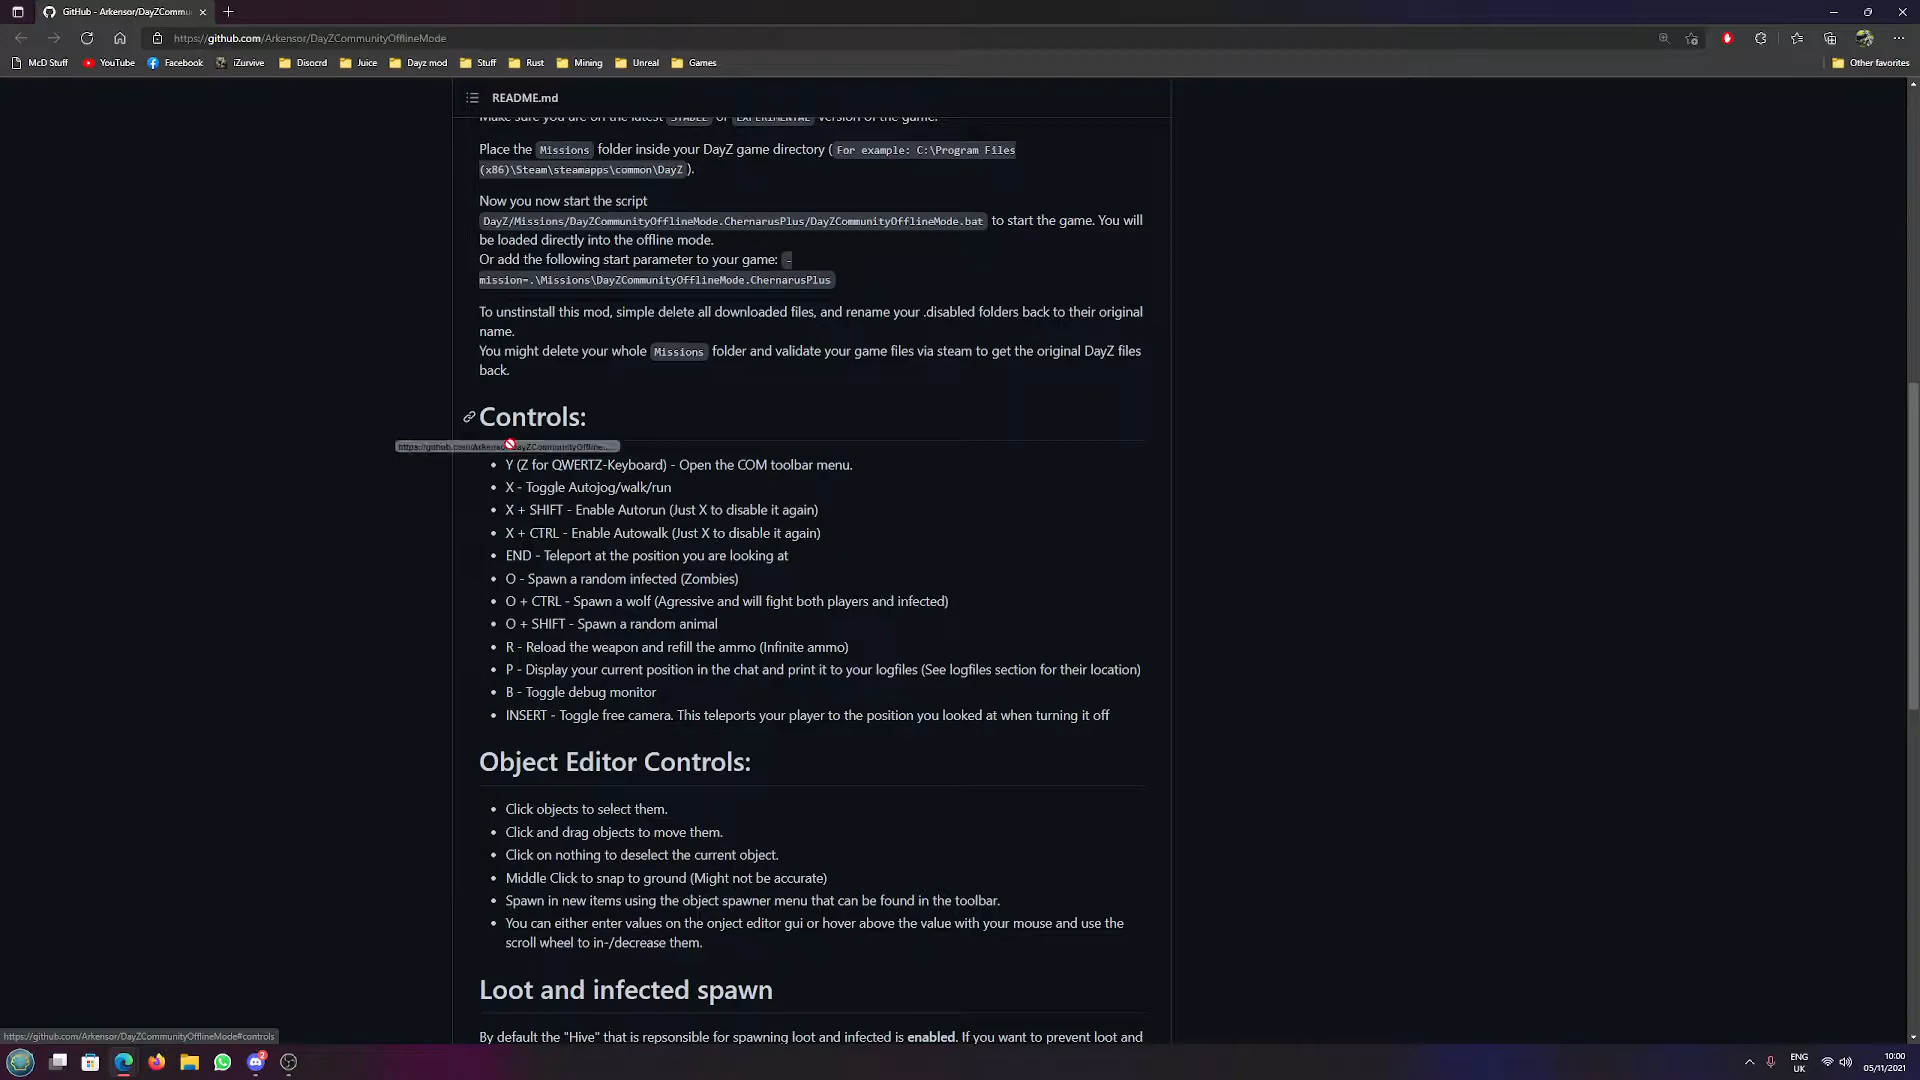 GitHub - Arkensor/DayZCommu
https://github.com/Arkensor/DayZCommunityOfflineMode
McD Stuff YouTube Facebook iZurvive Disocrd Juice Dayz mod Stuff Rust Mining Unreal Games Other favorites
README.md
Make sure you are on the latest STABLE or EXPERIMENTAL version of the game.
Place the Missions folder inside your DayZ game directory (For example: C:\Program Files
(x86)\Steam\steamapps\common\DayZ).
Now you now start the script
DayZ/Missions/DayZCommunityOfflineMode.ChernarusPlus/DayZCommunityOfflineMode.bat to start the game. You will
be loaded directly into the offline mode.
Or add the following start parameter to your game: -
mission=.\Missions\DayZCommunityOfflineMode.ChernarusPlus
To unstinstall this mod, simple delete all downloaded files, and rename your .disabled folders back to their original
name.
You might delete your whole Missions folder and validate your game files via steam to get the original DayZ files
back.
Controls:
Y (Z for QWERTZ-Keyboard) - Open the COM toolbar menu.
X - Toggle Autojog/walk/run
X + SHIFT - Enable Autorun (Just X to disable it again)
X + CTRL - Enable Autowalk (Just X to disable it again)
END - Teleport at the position you are looking at
O - Spawn a random infected (Zombies)
O + CTRL - Spawn a wolf (Agressive and will fight both players and infected)
O + SHIFT - Spawn a random animal
R - Reload the weapon and refill the ammo (Infinite ammo)
P - Display your current position in the chat and print it to your logfiles (See logfiles section for their location)
B - Toggle debug monitor
INSERT - Toggle free camera. This teleports your player to the position you looked at when turning it off
Object Editor Controls:
Click objects to select them.
Click and drag objects to move them.
Click on nothing to deselect the current object.
Middle Click to snap to ground (Might not be accurate)
Spawn in new items using the object spawner menu that can be found in the toolbar.
You can either enter values on the onject editor gui or hover above the value with your mouse and use the
scroll wheel to in-/decrease them.
Loot and infected spawn
By default the "Hive" that is repsonsible for spawning loot and infected is enabled. If you want to prevent loot and
https://github.com/Arkensor/DayZCommunityOfflineMode#controls
2
ENG
UK
10:00
05/11/2021